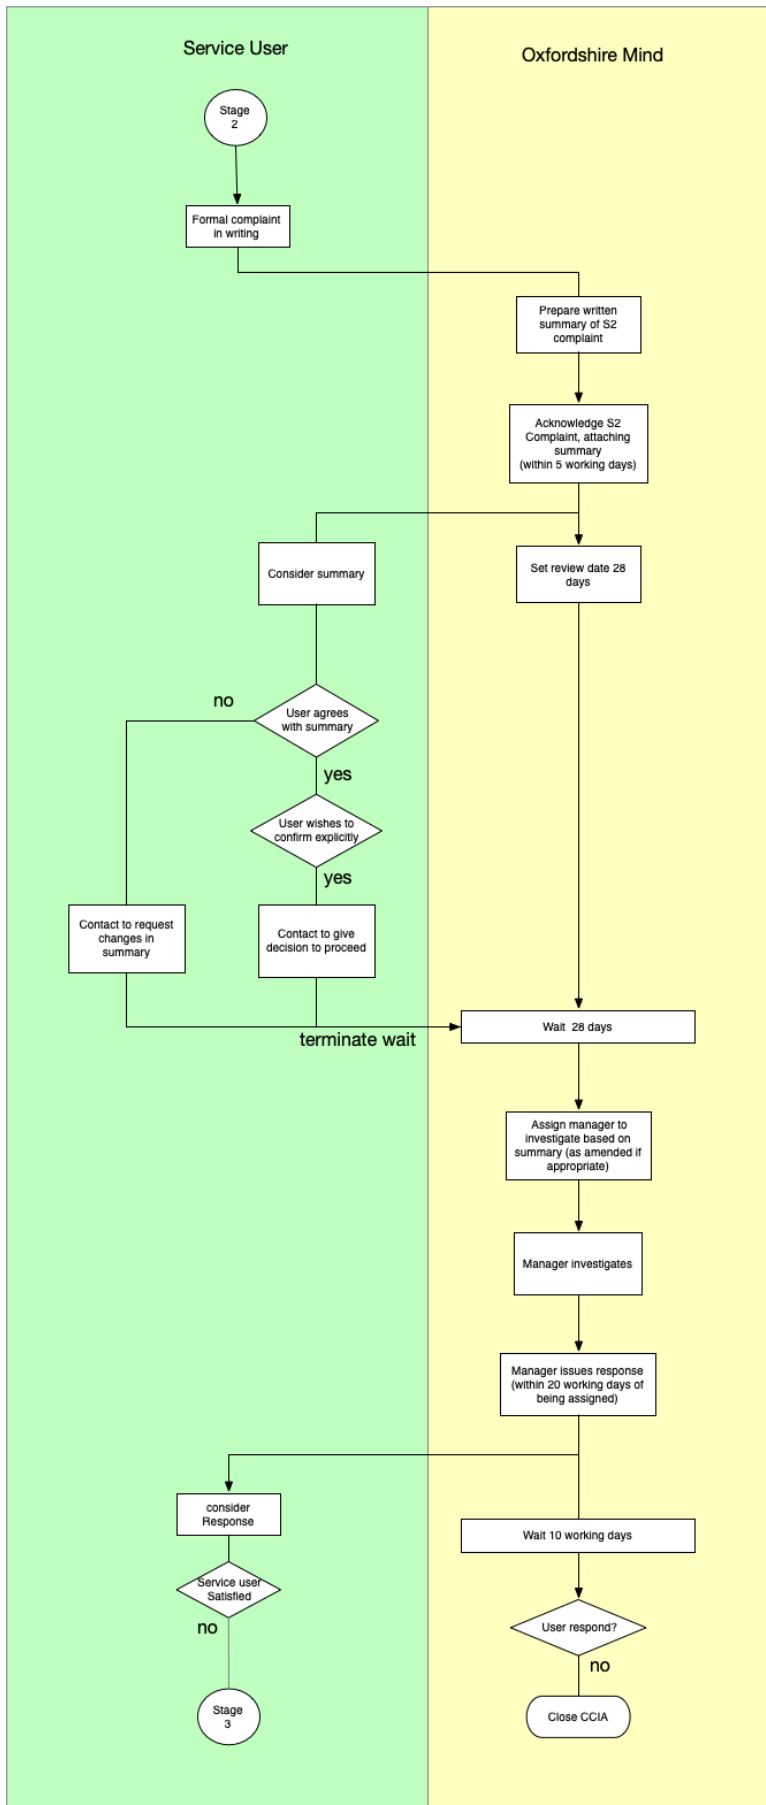 Service User
Oxfordshire Mind
Stage
2
Formal complaint
in writing
Prepare written
summary of S2
complaint
Acknowledge S2
Complaint, attaching
summary
(within 5 working days)
Consider summary
Set review date 28
days
no
User agrees
with summary
yes
User wishes to
confirm explicitly
yes
Contact to request
changes in
summary
Contact to give
decision to proceed
Wait 28 days
terminate wait
Assign manager to
investigate based on
summary (as amended if
appropriate)
Manager investigates
Manager issues response
(within 20 working days of
being assigned)
consider
Response
Wait 10 working days
Service user
Satisfied
no
User respond?
no
Stage
3
Close CCIA